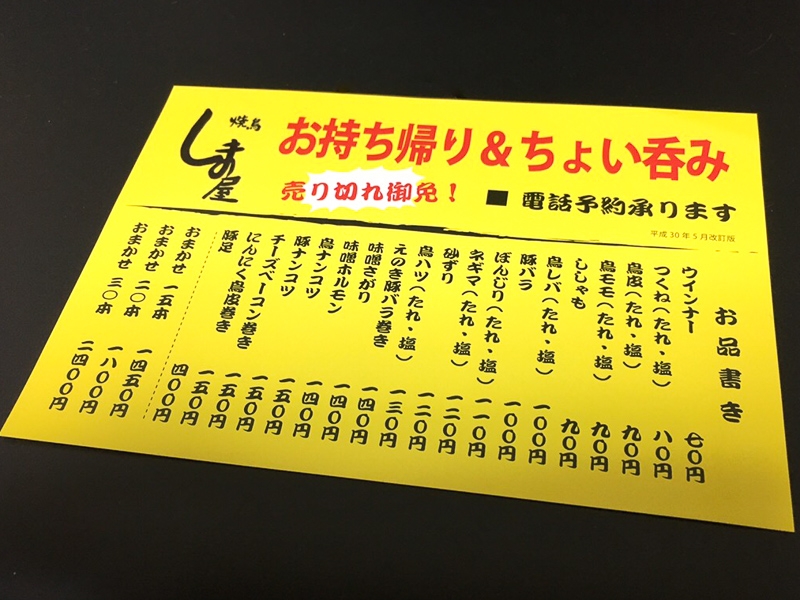 焼鳥
しま屋
お持ち帰り＆ちょい呑み
売り切れ御免！
■ 電話予約承ります
平成30年5月改訂版
お品書き
ウインナー 七〇円
つくね(たれ・塩) 八〇円
鳥皮(たれ・塩) 九〇円
鳥モモ(たれ・塩) 九〇円
ししゃも 九〇円
鳥レバ(たれ・塩) 一〇〇円
豚バラ 一〇〇円
ぼんじり(たれ・塩) 一一〇円
ネギマ(たれ・塩) 一二〇円
砂ずり 一二〇円
鳥ハツ(たれ・塩) 一三〇円
えのき豚バラ巻き 一四〇円
味噌さがり 一四〇円
味噌ホルモン 一四〇円
鳥ナンコツ 一五〇円
豚ナンコツ 一五〇円
チーズベーコン巻き 一五〇円
にんにく鳥皮巻き 一五〇円
豚足 四〇〇円
おまかせ 一五本 一四五〇円
おまかせ 二〇本 一八〇〇円
おまかせ 三〇本 二四〇〇円